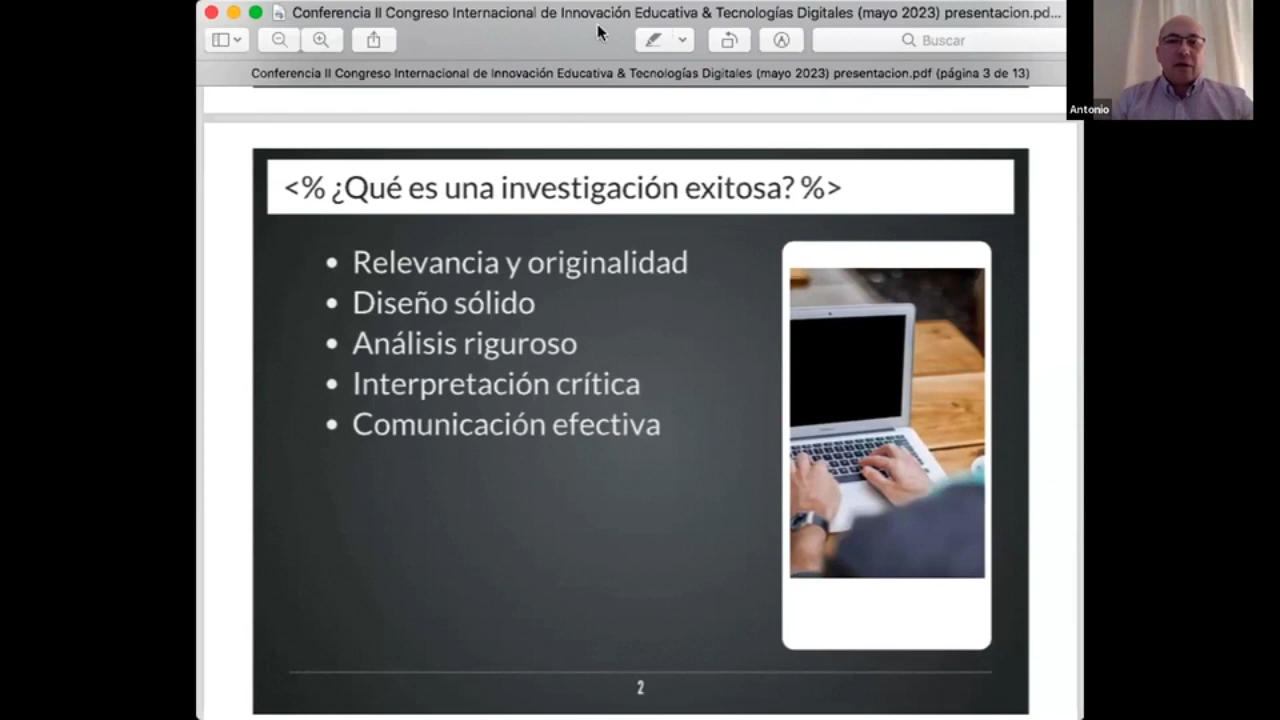 Conferencia II Congreso Internacional de Innovación Educativa & Tecnologías Digitales (mayo 2023) presentacion.pd...
Buscar
Conferencia II Congreso Internacional de Innovación Educativa & Tecnologías Digitales (mayo 2023) presentacion.pdf (página 3 de 13)
Antonio
<% ¿Qué es una investigación exitosa? %>
• Relevancia y originalidad
• Diseño sólido
• Análisis riguroso
• Interpretación crítica
• Comunicación efectiva
2